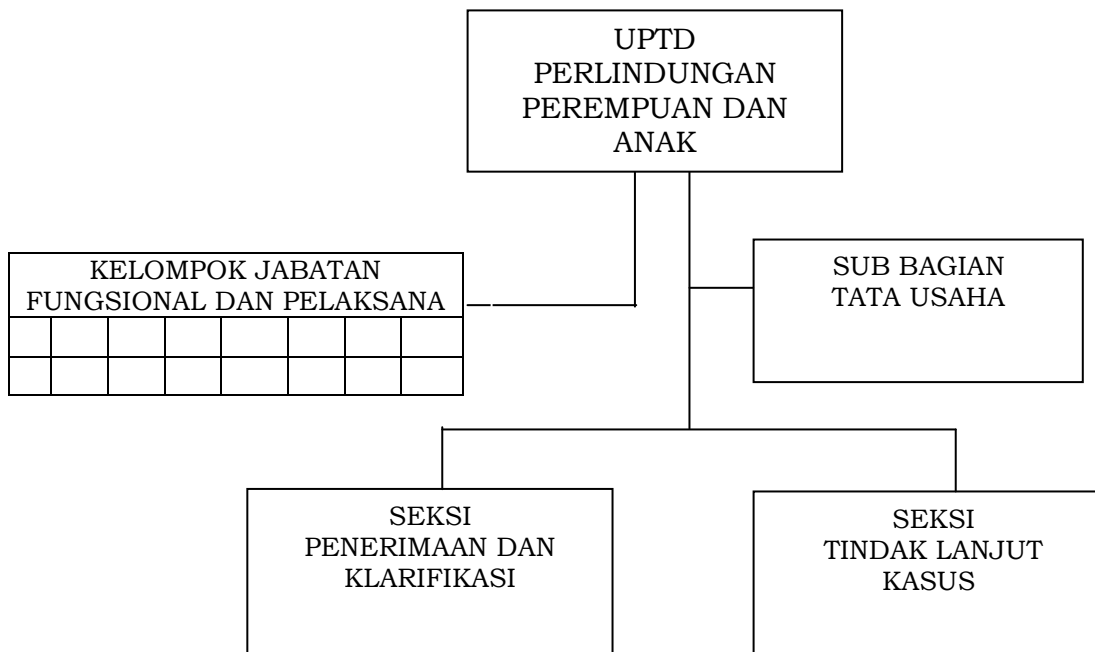 UPTD
PERLINDUNGAN
PEREMPUAN DAN
ANAK
KELOMPOK JABATAN
FUNGSIONAL DAN PELAKSANA
SUB BAGIAN
TATA USAHA
SEKSI
PENERIMAAN DAN
KLARIFIKASI
SEKSI
TINDAK LANJUT
KASUS